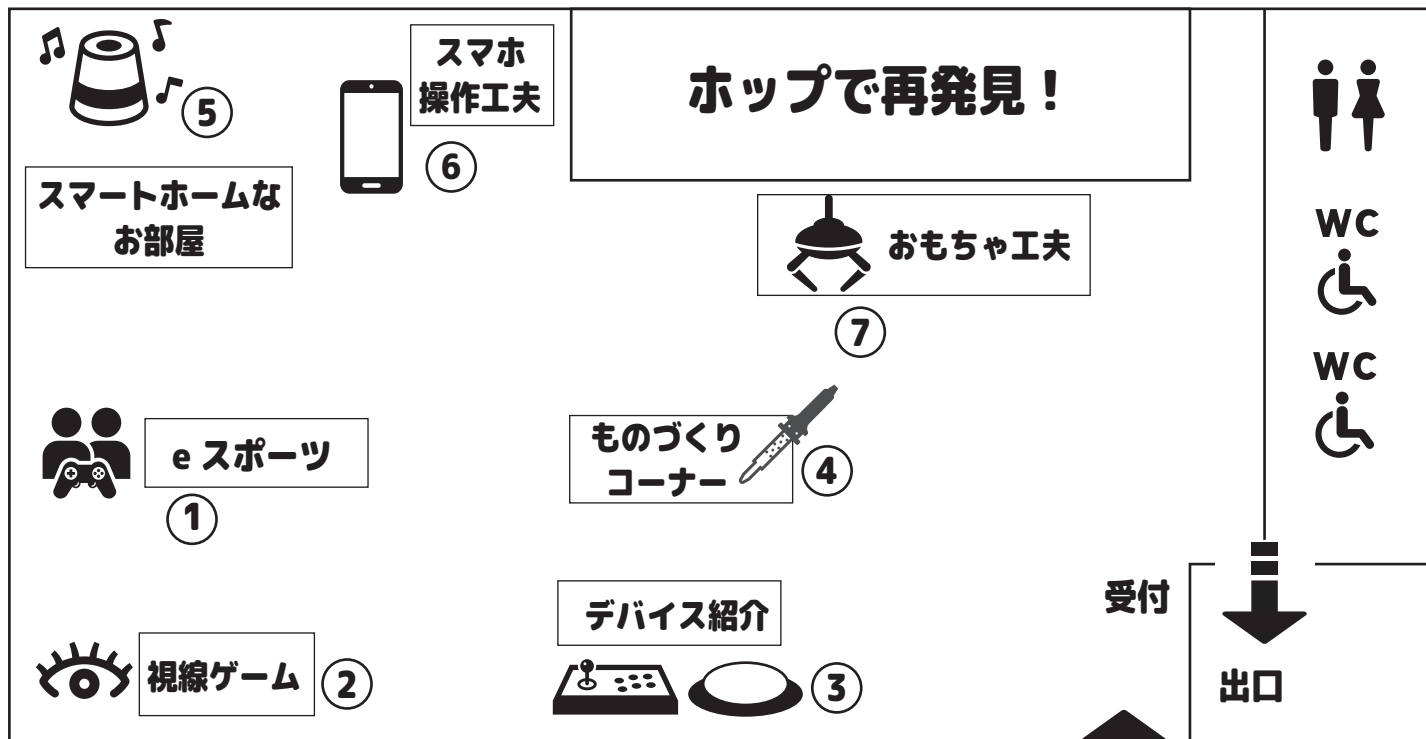 スマホ
操作工夫
⑥
ホップで再発見！
⑤
スマートホームな
お部屋
おもちゃ工夫
⑦
WC
WC
e スポーツ
①
ものづくり
コーナー
④
デバイス紹介
③
視線ゲーム
②
受付
出口